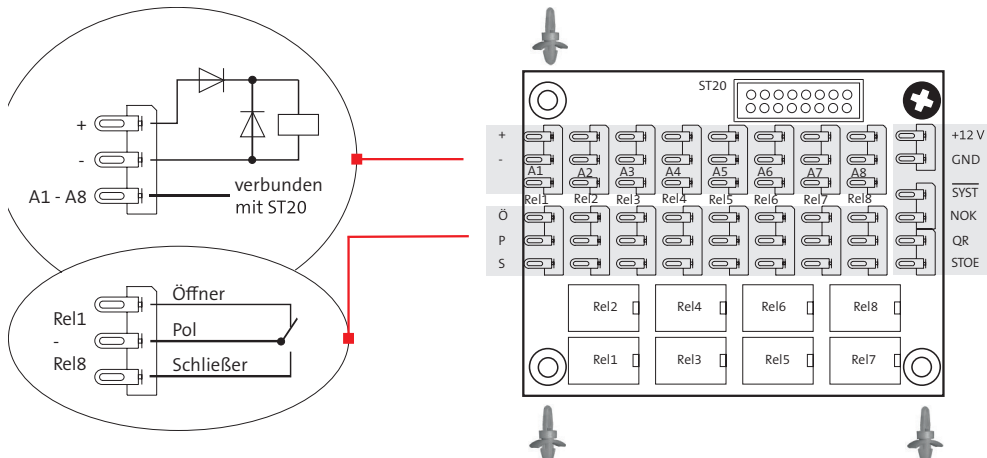 +
-
A1 - A8
verbunden
mit ST20
Öffner
Rel1
-
Rel8
Pol
Schließer
ST20
+
-
A1 A2 A3 A4 A5 A6 A7 A8
Rel1 Rel2 Rel3 Rel4 Rel5 Rel6 Rel7 Rel8
Ö
P
S
+12 V
GND
SYST
NOK
QR
STOE
Rel2 Rel4 Rel6 Rel8
Rel1 Rel3 Rel5 Rel7